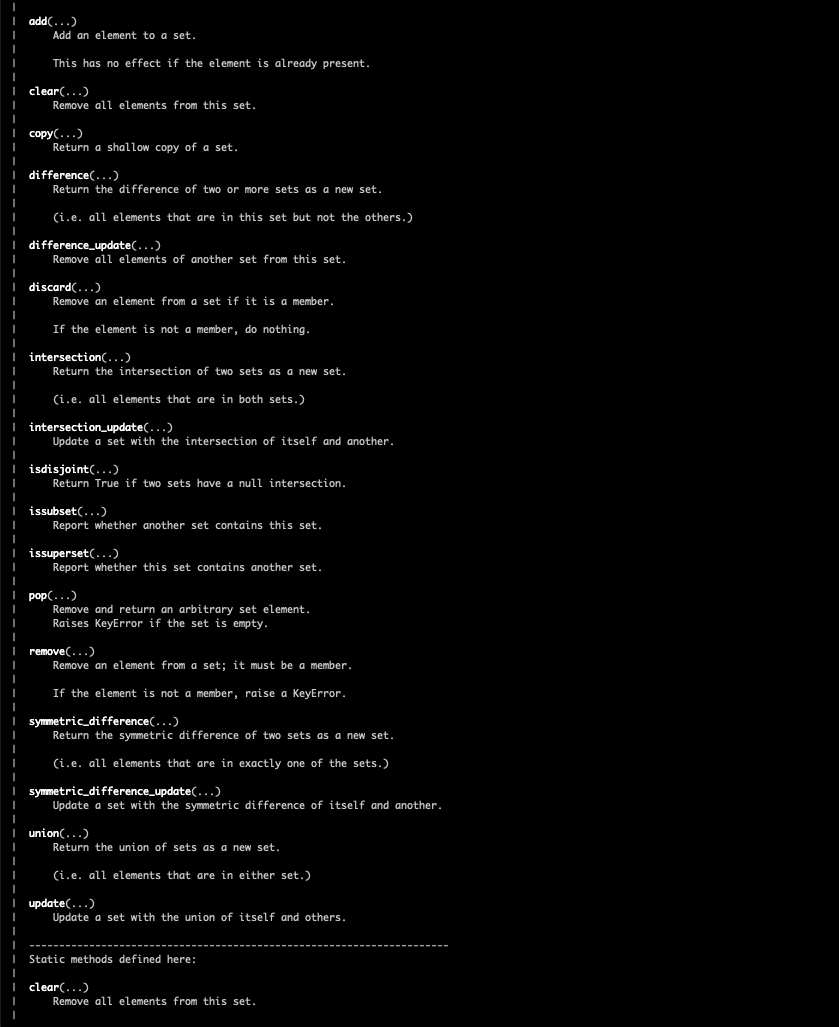 |
| add(...)
|     Add an element to a set.
|
|     This has no effect if the element is already present.
|
| clear(...)
|     Remove all elements from this set.
|
| copy(...)
|     Return a shallow copy of a set.
|
| difference(...)
|     Return the difference of two or more sets as a new set.
|
|     (i.e. all elements that are in this set but not the others.)
|
| difference_update(...)
|     Remove all elements of another set from this set.
|
| discard(...)
|     Remove an element from a set if it is a member.
|
|     If the element is not a member, do nothing.
|
| intersection(...)
|     Return the intersection of two sets as a new set.
|
|     (i.e. all elements that are in both sets.)
|
| intersection_update(...)
|     Update a set with the intersection of itself and another.
|
| isdisjoint(...)
|     Return True if two sets have a null intersection.
|
| issubset(...)
|     Report whether another set contains this set.
|
| issuperset(...)
|     Report whether this set contains another set.
|
| pop(...)
|     Remove and return an arbitrary set element.
|     Raises KeyError if the set is empty.
|
| remove(...)
|     Remove an element from a set; it must be a member.
|
|     If the element is not a member, raise a KeyError.
|
| symmetric_difference(...)
|     Return the symmetric difference of two sets as a new set.
|
|     (i.e. all elements that are in exactly one of the sets.)
|
| symmetric_difference_update(...)
|     Update a set with the symmetric difference of itself and another.
|
| union(...)
|     Return the union of sets as a new set.
|
|     (i.e. all elements that are in either set.)
|
| update(...)
|     Update a set with the union of itself and others.
|
| ----------------------------------------------------------------------
| Static methods defined here:
|
| clear(...)
|     Remove all elements from this set.
|